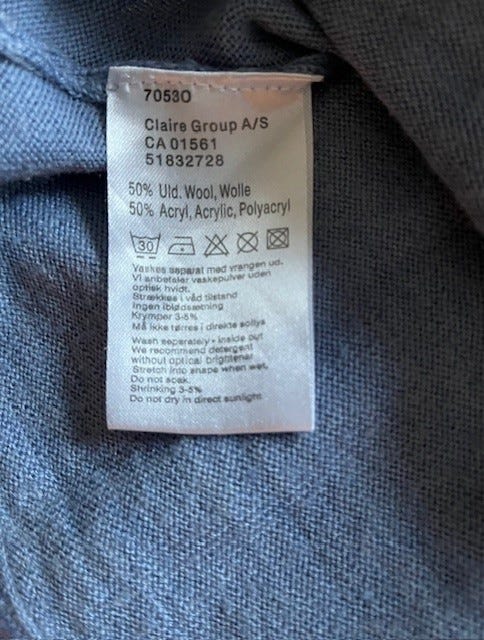 70530
Claire Group A/S
CA 01561
51832728
50% Uld. Wool, Wolle
50% Acryl, Acrylic, Polyacryl
30
Vaskes separat med vrangen ud.
Vi anbefaler vaskepulver uden
optisk hvidt.
Strækkes i våd tilstand
Ingen iblødsætning
Krymper 3-5%
Må ikke tørres i direkte sollys
Wash separately - inside out
We recommend detergent
without optical brightener
Stretch into shape when wet.
Do not soak.
Shrinking 3-5%
Do not dry in direct sunlight